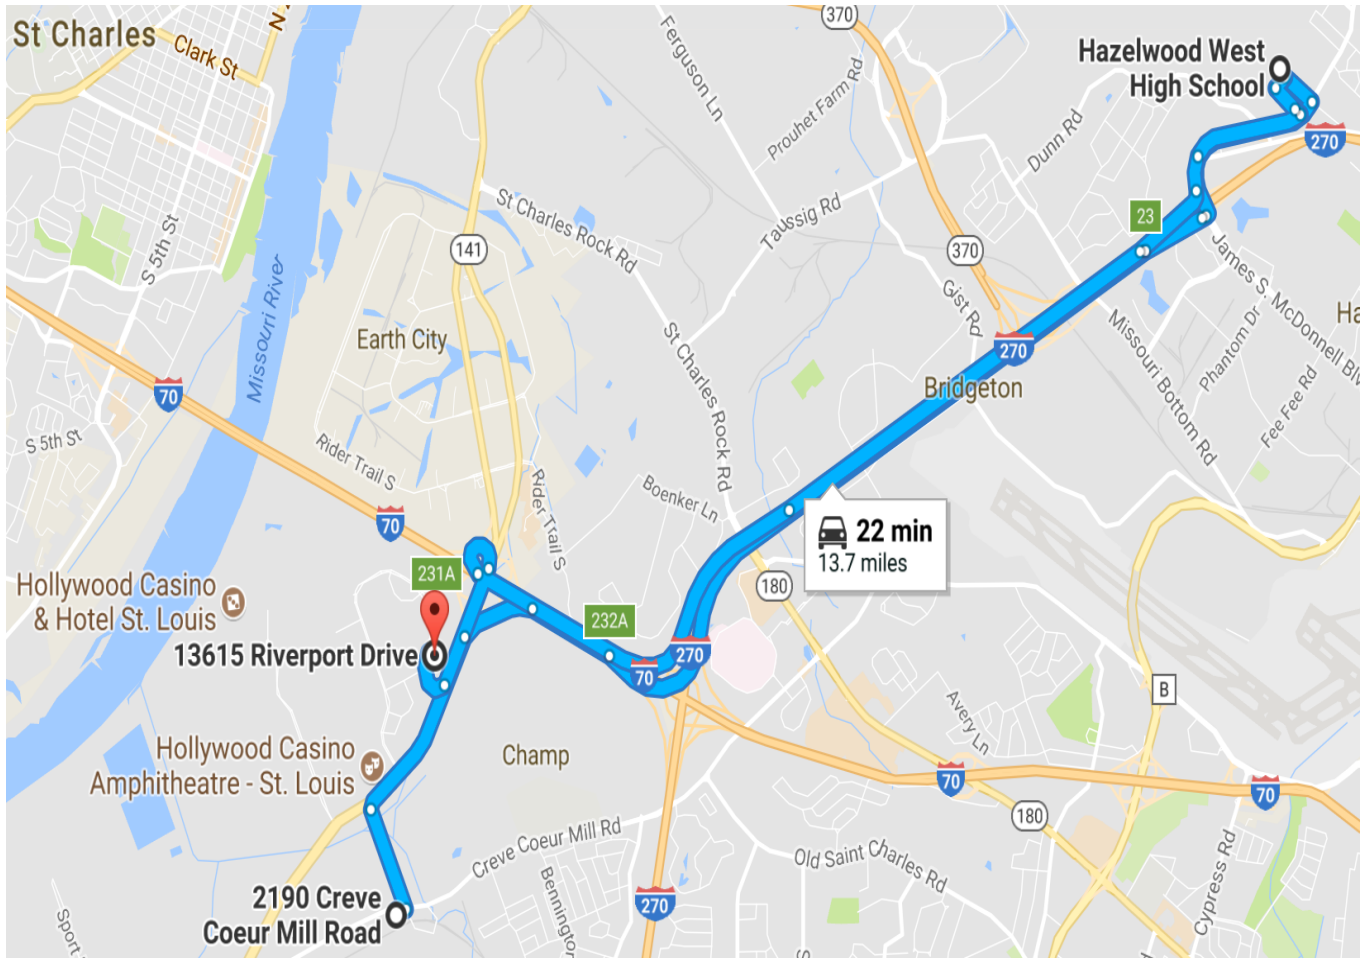 St Charles
Clark St
N
370
Ferguson Ln
Prouhet Farm Rd
Hazelwood West
High School
270
Dunn Rd
23
S 5th St
Missouri River
141
St Charles Rock Rd
Taussig Rd
370
Gist Rd
James S. McDonnell Blv
Phantom Dr
Ha
Earth City
St Charles Rock Rd
270
Bridgeton
Missouri Bottom Rd
Fee Fee Rd
70
S 5th St
Rider Trail S
Rider Trail S
Boenker Ln
22 min
13.7 miles
70
231A
180
Hollywood Casino
& Hotel St. Louis
232A
13615 Riverport Drive
70
270
B
Avery Ln
Hollywood Casino
Amphitheatre - St. Louis
Champ
70
70
180
Creve Coeur Mill Rd
Old Saint Charles Rd
Cypress Rd
2190 Creve
Coeur Mill Road
270
Bennington
Sport
S